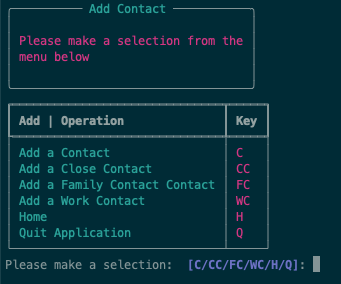 Add Contact
Please make a selection from the
menu below
Add | Operation Key
Add a Contact C
Add a Close Contact CC
Add a Family Contact Contact FC
Add a Work Contact WC
Home H
Quit Application Q
Please make a selection: [C/CC/FC/WC/H/Q]: